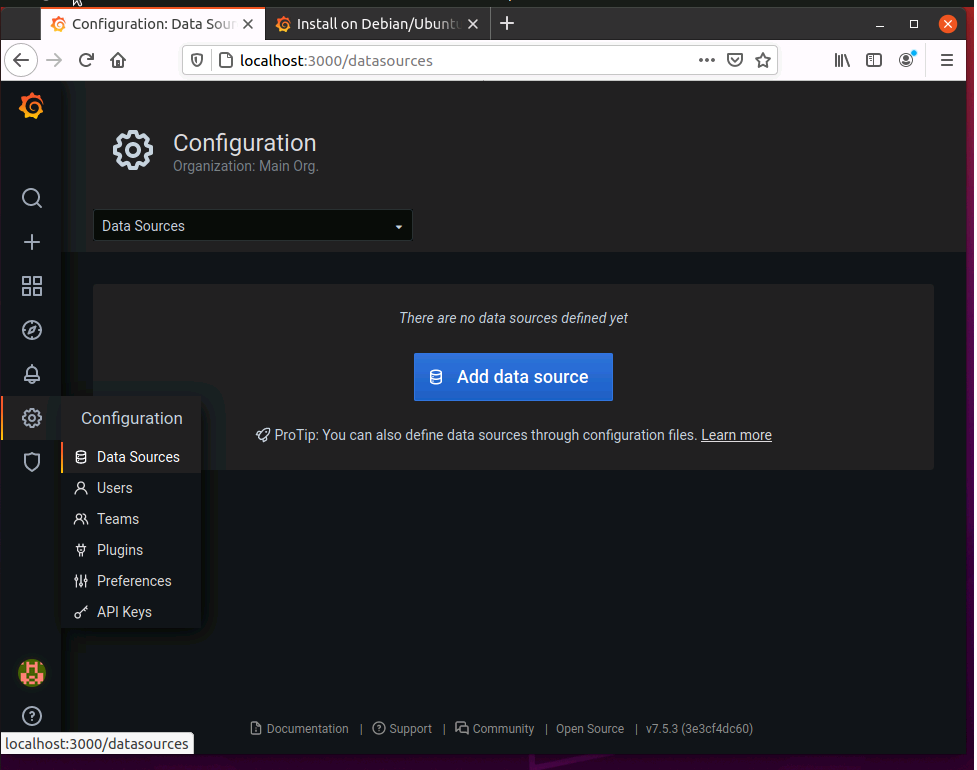 Configuration: Data Sour
Install on Debian/Ubuntu
localhost:3000/datasources
Configuration
Organization: Main Org.
Data Sources
There are no data sources defined yet
Add data source
ProTip: You can also define data sources through configuration files. Learn more
Configuration
Data Sources
Users
Teams
Plugins
Preferences
API Keys
Documentation | Support | Community | Open Source | v7.5.3 (3e3cf4dc60)
localhost:3000/datasources